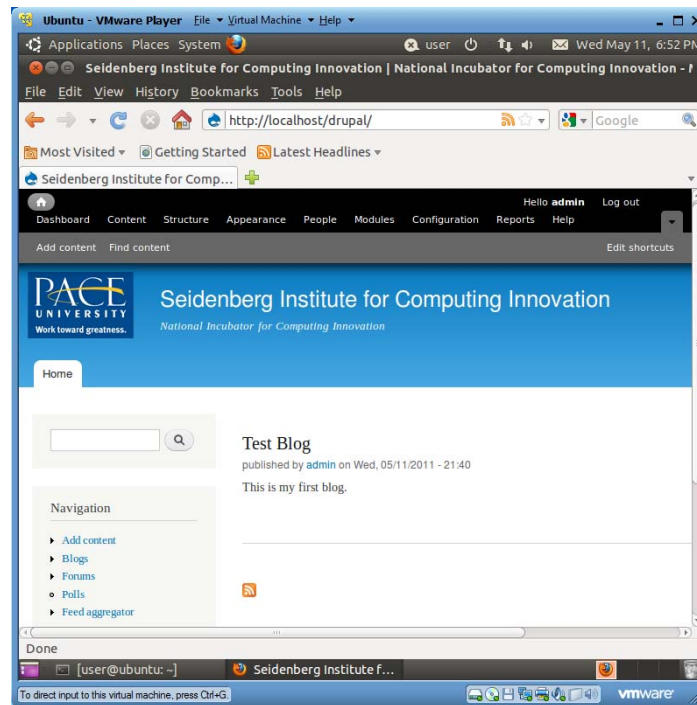 Ubuntu - VMware Player File Virtual Machine Help
Applications Places System user Wed May 11, 6:52 PM
Seidenberg Institute for Computing Innovation | National Incubator for Computing Innovation -
File Edit View History Bookmarks Tools Help
http://localhost/drupal/ Google
Most Visited Getting Started Latest Headlines
Seidenberg Institute for Comp...
Hello admin Log out
Dashboard Content Structure Appearance People Modules Configuration Reports Help
Add content Find content Edit shortcuts
PACE
UNIVERSITY
Work toward greatness.
Seidenberg Institute for Computing Innovation
National Incubator for Computing Innovation
Home
Test Blog
published by admin on Wed, 05/11/2011 - 21:40
This is my first blog.
Navigation
Add content
Blogs
Forums
Polls
Feed aggregator
Done
[user@ubuntu: ~] Seidenberg Institute f...
To direct input to this virtual machine, press Ctrl+G. vmware